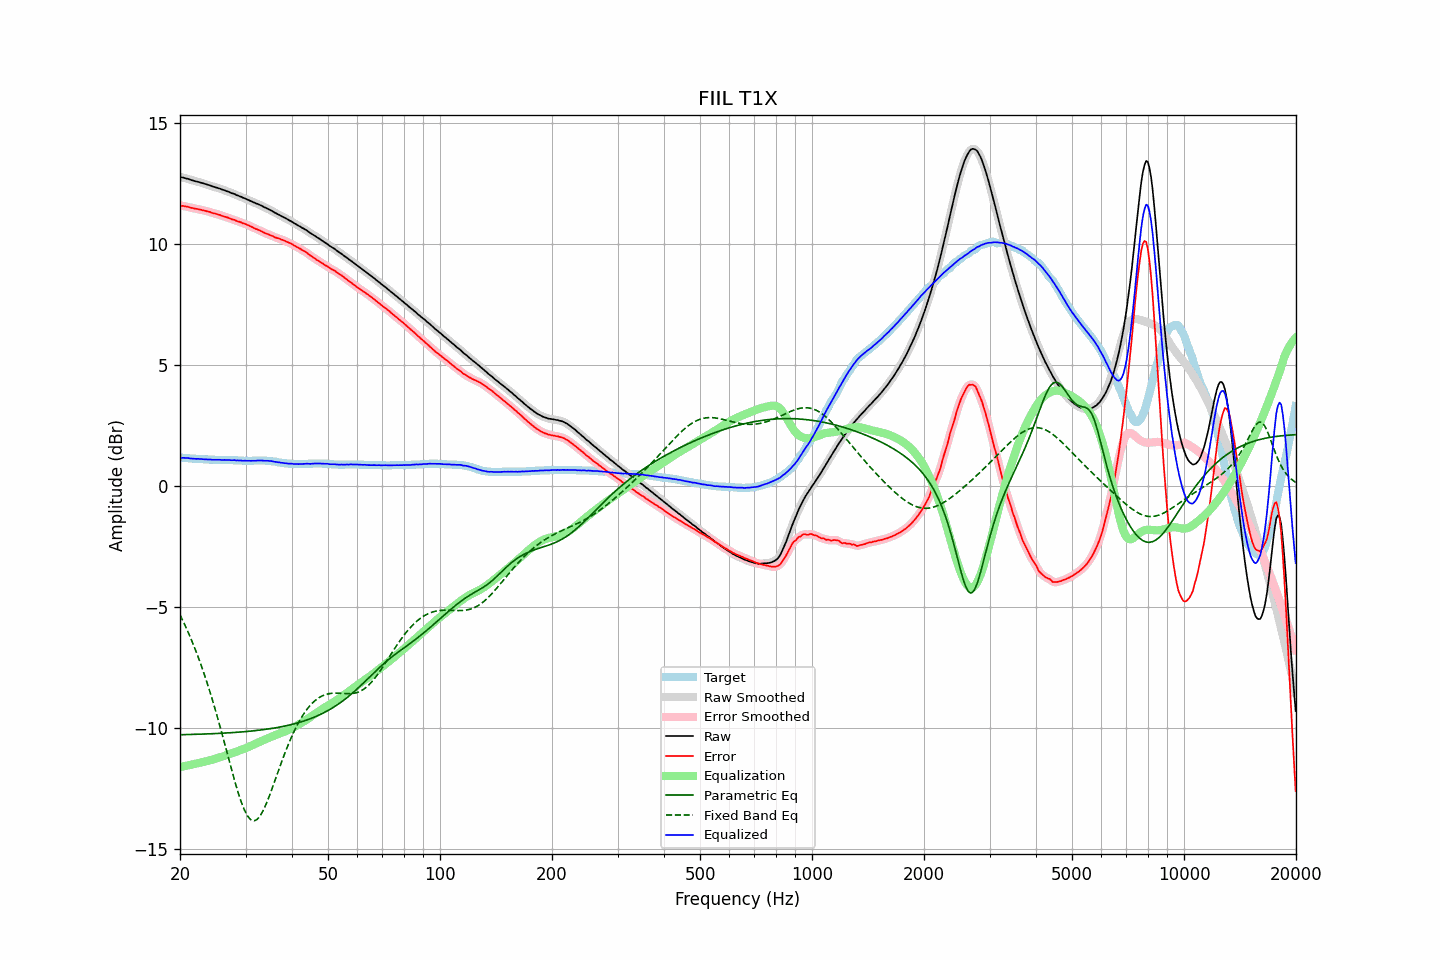 FIIL T1X
15
10
5
0
−5
−10
−15
Amplitude (dBr)
Target
Raw Smoothed
Error Smoothed
Raw
Error
Equalization
Parametric Eq
Fixed Band Eq
Equalized
20 50 100 200 500 1000 2000 5000 10000 20000
Frequency (Hz)